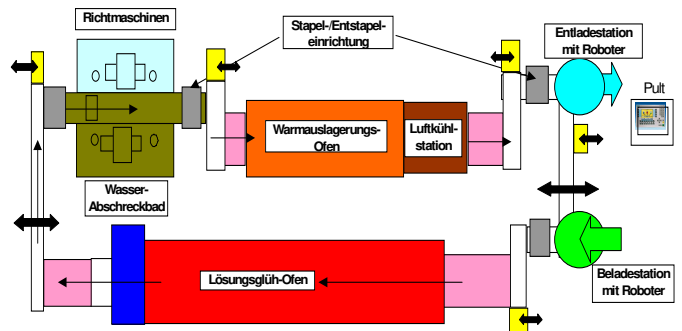 Richtmaschinen
Stapel-/Entstapel-
einrichtung
Entladestation
mit Roboter
Pult
Warmauslagerungs-
Ofen
Luftkühl-
station
Wasser-
Abschreckbad
Lösungsglüh-Ofen
Beladestation
mit Roboter